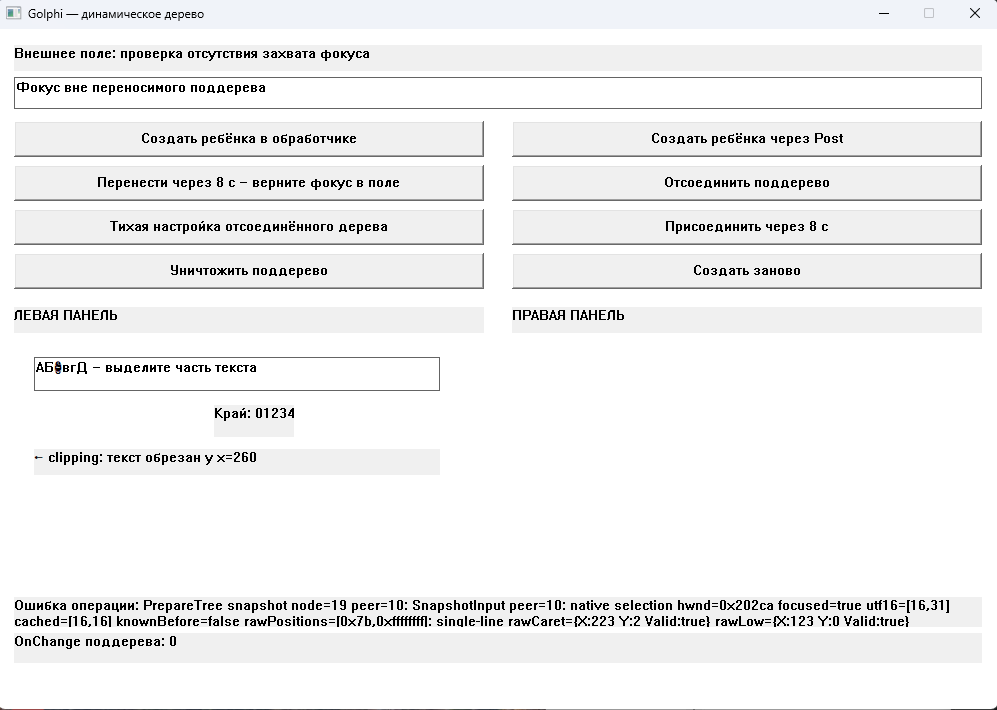 Golphi — динамическое дерево
Внешнее поле: проверка отсутствия захвата фокуса
Фокус вне переносимого поддерева
Создать ребёнка в обработчике
Создать ребёнка через Post
Перенести через 8 с – верните фокус в поле
Отсоединить поддерево
Тихая настройка отсоединённого дерева
Присоединить через 8 с
Уничтожить поддерево
Создать заново
ЛЕВАЯ ПАНЕЛЬ
ПРАВАЯ ПАНЕЛЬ
– выделите часть текста
Край: 01234
← clipping: текст обрезан у x=260
Ошибка операции: PrepareTree snapshot node=19 peer=10: SnapshotInput peer=10: native selection hwnd=0x202ca focused=true utf16=[16,31]
cached=[16,16] knownBefore=false rawPositions=[0x7b,0xffffffff]: single-line rawCaret={X:223 Y:2 Valid:true} rawLow={X:123 Y:0 Valid:true}
OnChange поддерева: 0